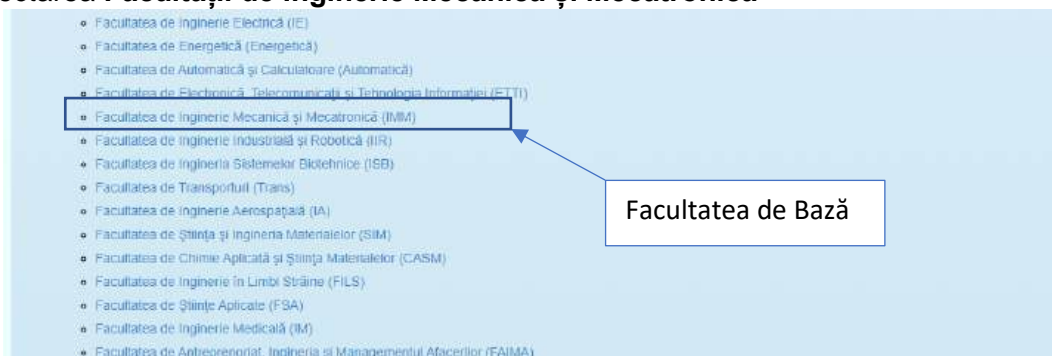 Facultății de Inginerie Mecanică și Mecatronică
Facultatea de Inginerie Electrică (IE)
Facultatea de Energetică (Energetică)
Facultatea de Automatică și Calculatoare (Automatică)
Facultatea de Electronică, Telecomunicații și Tehnologia Informației (ETTI)
Facultatea de Inginerie Mecanică și Mecatronică (IMM)
Facultatea de Inginerie Industrială și Robotică (IIR)
Facultatea de Ingineria Sistemelor Biotehnice (ISB)
Facultatea de Transporturi (Trans)
Facultatea de Inginerie Aerospațială (IA)
Facultatea de Știința și Ingineria Materialelor (SIM)
Facultatea de Chimie Aplicată și Știința Materialelor (CASM)
Facultatea de Inginerie în Limbi Străine (FILS)
Facultatea de Științe Aplicate (FSA)
Facultatea de Inginerie Medicală (IM)
Facultatea de Antreprenoriat, Ingineria și Managementul Afacerilor (FAIMA)
Facultatea de Bază